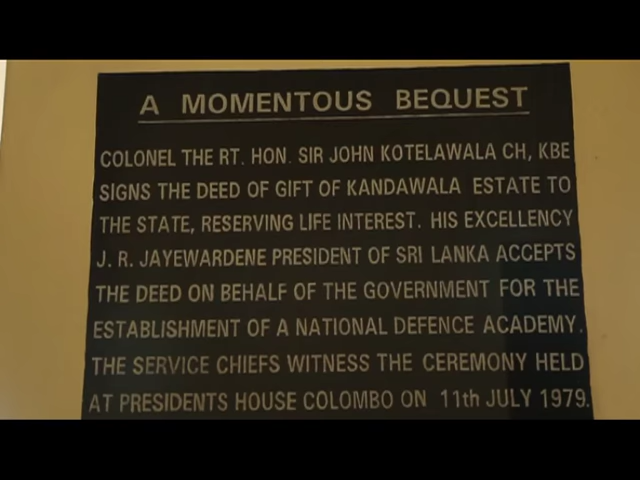 A MOMENTOUS BEQUEST
COLONEL THE RT. HON. SIR JOHN KOTELAWALA CH, KBE
SIGNS THE DEED OF GIFT OF KANDAWALA ESTATE TO
THE STATE, RESERVING LIFE INTEREST. HIS EXCELLENCY
J. R. JAYEWARDENE PRESIDENT OF SRI LANKA ACCEPTS
THE DEED ON BEHALF OF THE GOVERNMENT FOR THE
ESTABLISHMENT OF A NATIONAL DEFENCE ACADEMY.
THE SERVICE CHIEFS WITNESS THE CEREMONY HELD
AT PRESIDENTS HOUSE COLOMBO ON 11th JULY 1979.